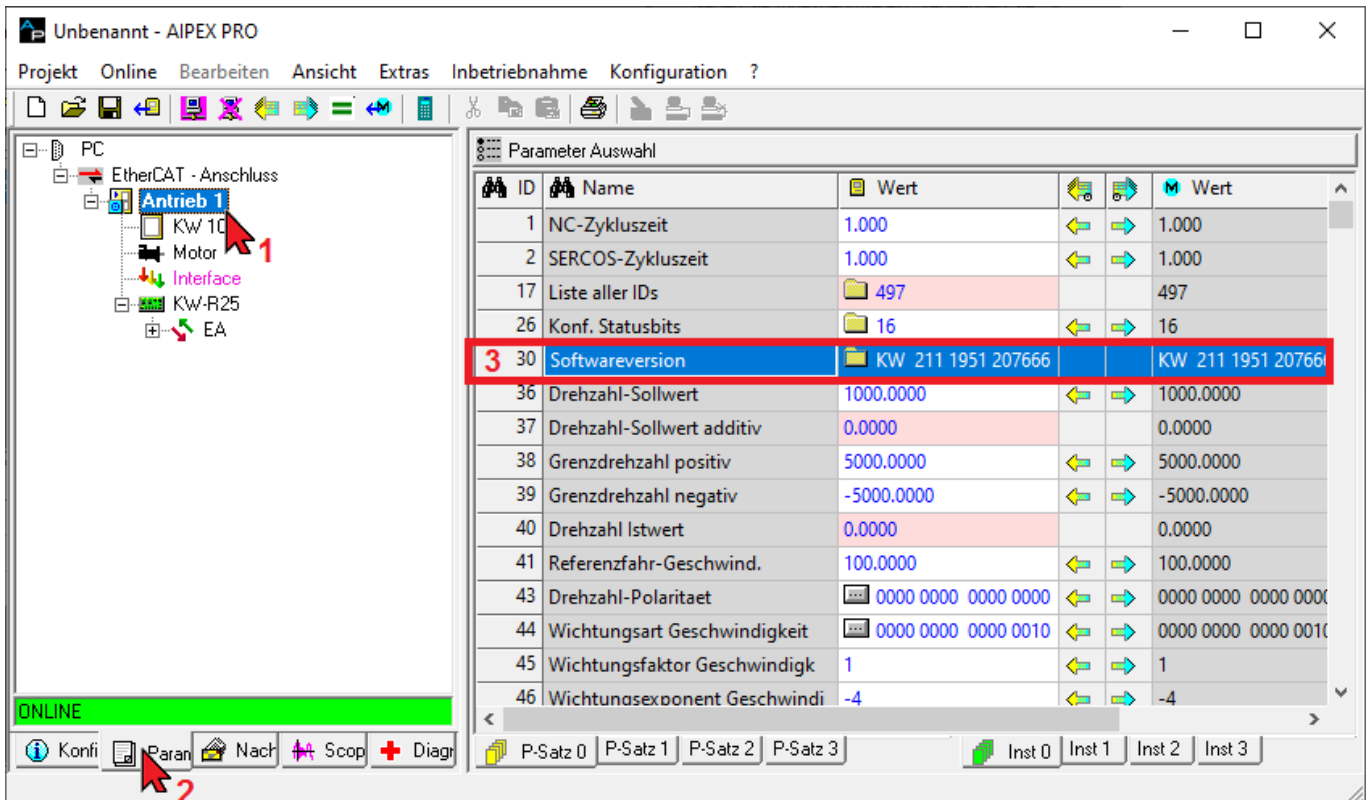 Unbenannt - AIPEX PRO
Projekt Online Bearbeiten Ansicht Extras Inbetriebnahme Konfiguration ?
PC
EtherCAT - Anschluss
Antrieb 1
KW 10
1
Motor
Interface
KW-R25
EA
ONLINE
Konfi Paran Nach Scop Diagr
2
Parameter Auswahl
ID Name Wert Wert
1 NC-Zykluszeit 1.000 1.000
2 SERCOS-Zykluszeit 1.000 1.000
17 Liste aller IDs 497 497
26 Konf. Statusbits 16 16
3 30 Softwareversion KW 211 1951 207666 KW 211 1951 207666
36 Drehzahl-Sollwert 1000.0000 1000.0000
37 Drehzahl-Sollwert additiv 0.0000 0.0000
38 Grenzdrehzahl positiv 5000.0000 5000.0000
39 Grenzdrehzahl negativ -5000.0000 -5000.0000
40 Drehzahl Istwert 0.0000 0.0000
41 Referenzfahr-Geschwind. 100.0000 100.0000
43 Drehzahl-Polaritaet 0000 0000 0000 0000 0000 0000 0000 0000
44 Wichtungsart Geschwindigkeit 0000 0000 0000 0010 0000 0000 0000 0010
45 Wichtungsfaktor Geschwindigk 1 1
46 Wichtungsexponent Geschwindi -4 -4
P-Satz 0 P-Satz 1 P-Satz 2 P-Satz 3 Inst 0 Inst 1 Inst 2 Inst 3